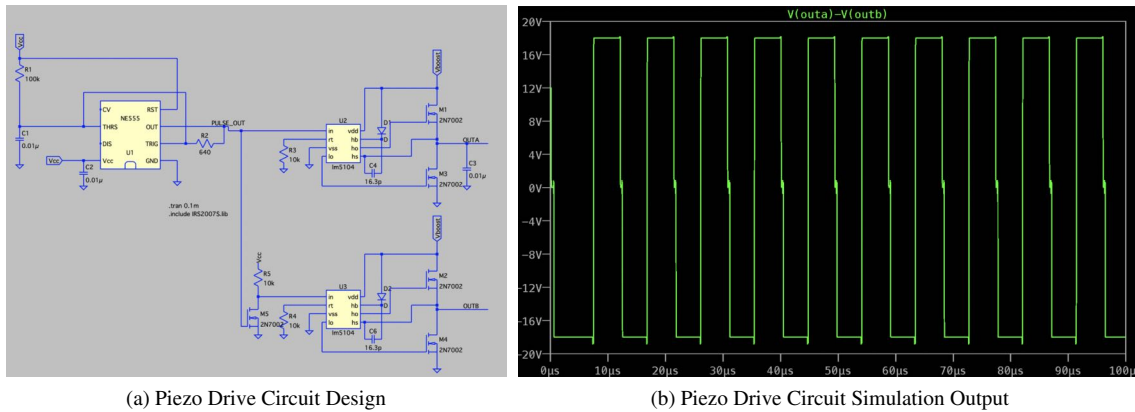 Vcc
R1
100k
C1
0.01µ
CV
NE555
RST
THRS
OUT
DIS
TRIG
Vcc
U1
GND
Vcc
C2
0.01µ
R2
640
PULSE_OUT
.tran 0.1m
.include IRS2007S.lib
U2
in
vdd
rt
hb
vss
ho
lo
hs
lm5104
R3
10k
D1
D
C4
16.3p
Vboost
M1
2N7002
OUTA
M3
2N7002
C3
0.01µ
Vcc
R5
10k
M5
2N7002
R4
10k
U3
in
vdd
rt
hb
vss
ho
lo
hs
lm5104
D2
D
C6
16.3p
Vboost
M2
2N7002
OUTB
M4
2N7002
V(outa)-V(outb)
20V
16V
12V
8V
4V
0V
-4V
-8V
-12V
-16V
-20V
0µs
10µs
20µs
30µs
40µs
50µs
60µs
70µs
80µs
90µs
100µs
(a) Piezo Drive Circuit Design
(b) Piezo Drive Circuit Simulation Output